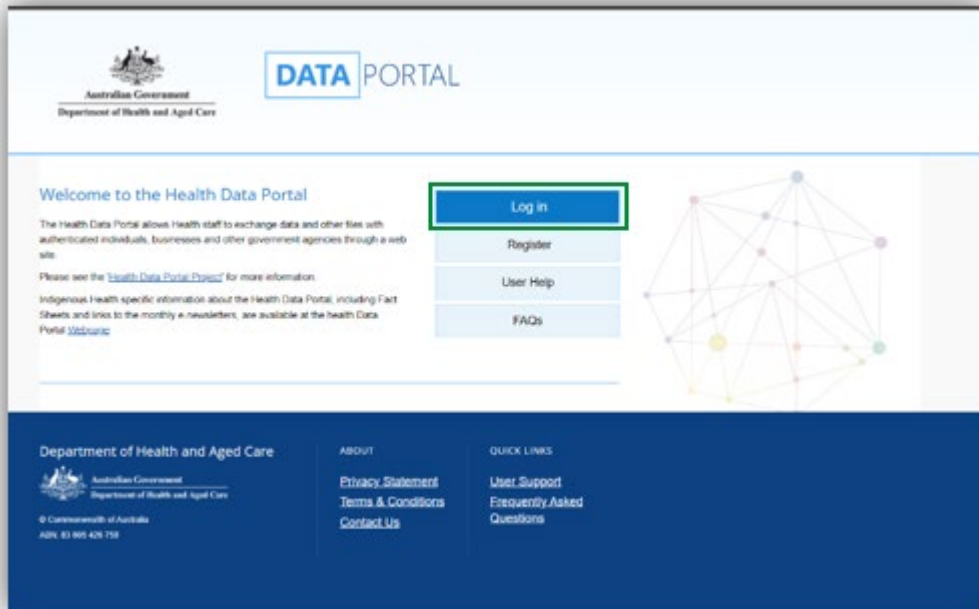 Australian Government
Department of Health and Aged Care
DATA PORTAL
Welcome to the Health Data Portal
The Health Data Portal allows Health staff to exchange data and other files with
authenticated individuals, businesses and other government agencies through a web
site.
Please see the 'Health Data Portal Project' for more information.
Indigenous Health specific information about the Health Data Portal, including Fact
Sheets and links to the monthly e-newsletters, are available at the health Data
Portal Webpage
Log in
Register
User Help
FAQs
Department of Health and Aged Care
Australian Government
Department of Health and Aged Care
© Commonwealth of Australia
ABN: 83 605 426 759
ABOUT
Privacy Statement
Terms & Conditions
Contact Us
QUICK LINKS
User Support
Frequently Asked
Questions